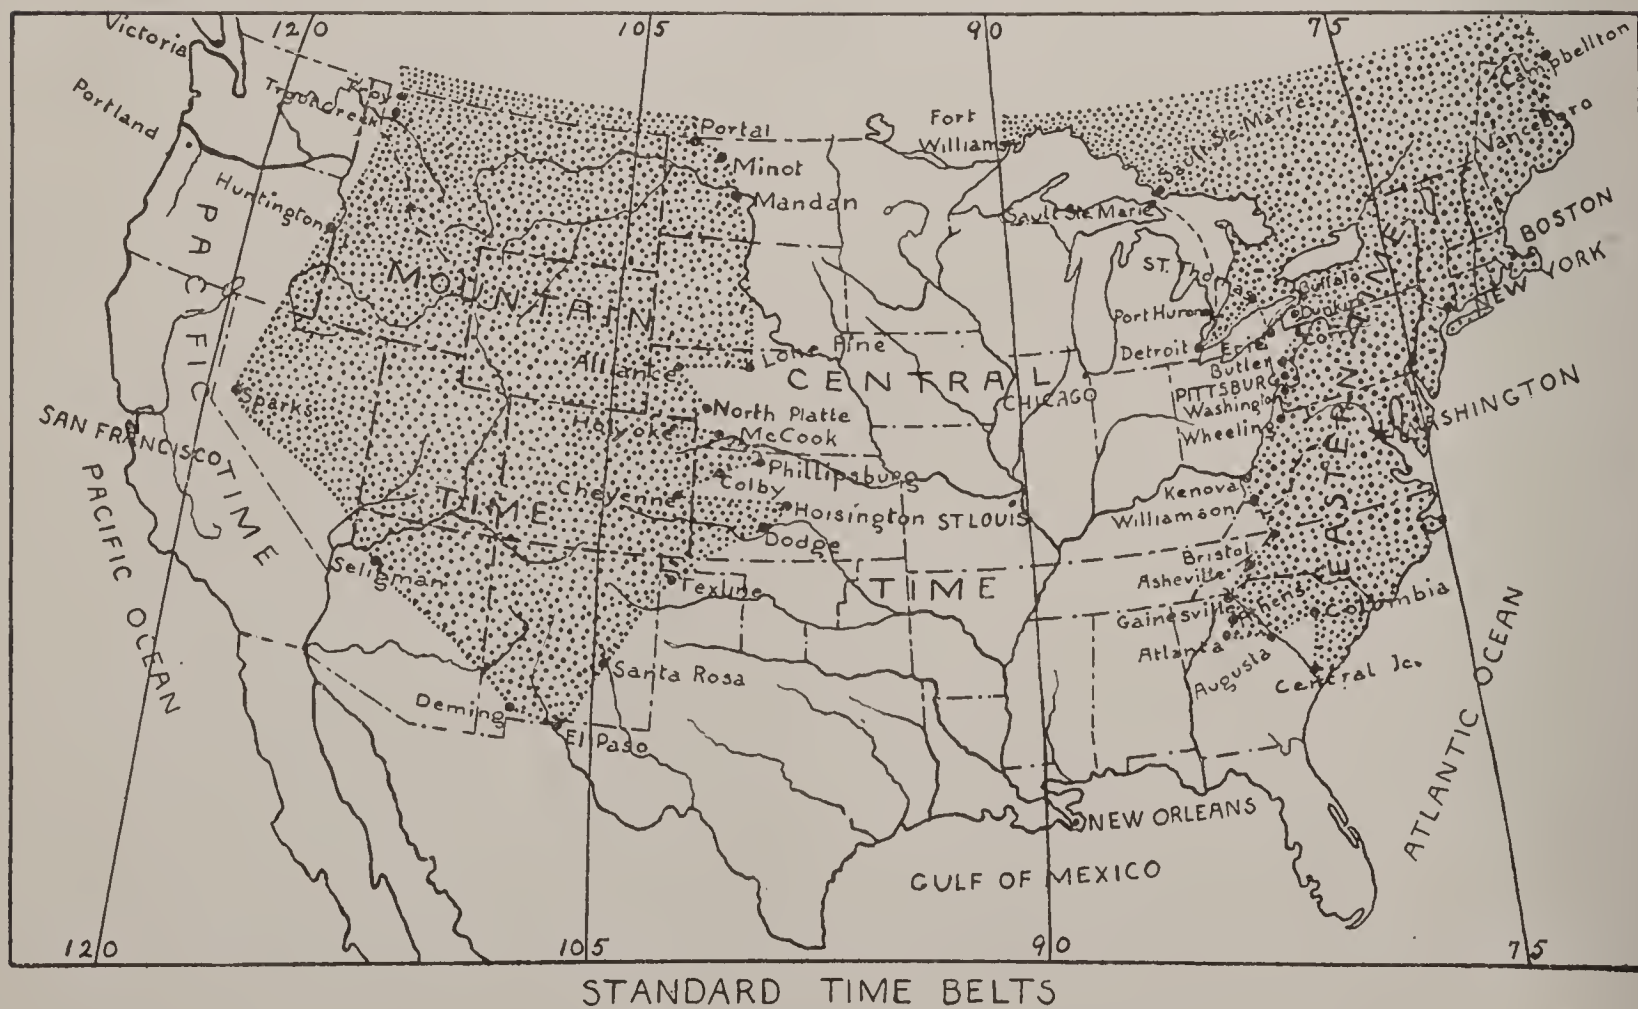 120
105
90
75
Victoria
Portland
Troy
Trout Creek
Huntington
Portal
Minot
Mandan
Fort
William
Sault Ste. Marie
Sault Ste Marie
Campbellton
Vanceboro
BOSTON
NEW YORK
ST. Thomas
Buffalo
Dunkirk
Corry
Port Huron
Detroit
Erie
Butler
PITTSBURG
Washington
Wheeling
WASHINGTON
PACIFIC
TIME
MOUNTAIN
TIME
CENTRAL
TIME
EASTERN
TIME
Lone Pine
Alliance
CHICAGO
Sparks
North Platte
Holyoke
McCook
SAN FRANCISCO
Phillipsburg
Colby
Cheyenne
Hoisington
ST LOUIS
Dodge
Kenova
Williamson
Bristol
Asheville
Seligman
Texline
Gainesville
Athens
Columbia
Atlanta
Augusta
Central Jc.
Santa Rosa
Deming
El Paso
NEW ORLEANS
GULF OF MEXICO
PACIFIC OCEAN
ATLANTIC OCEAN
120
105
90
75
STANDARD TIME BELTS